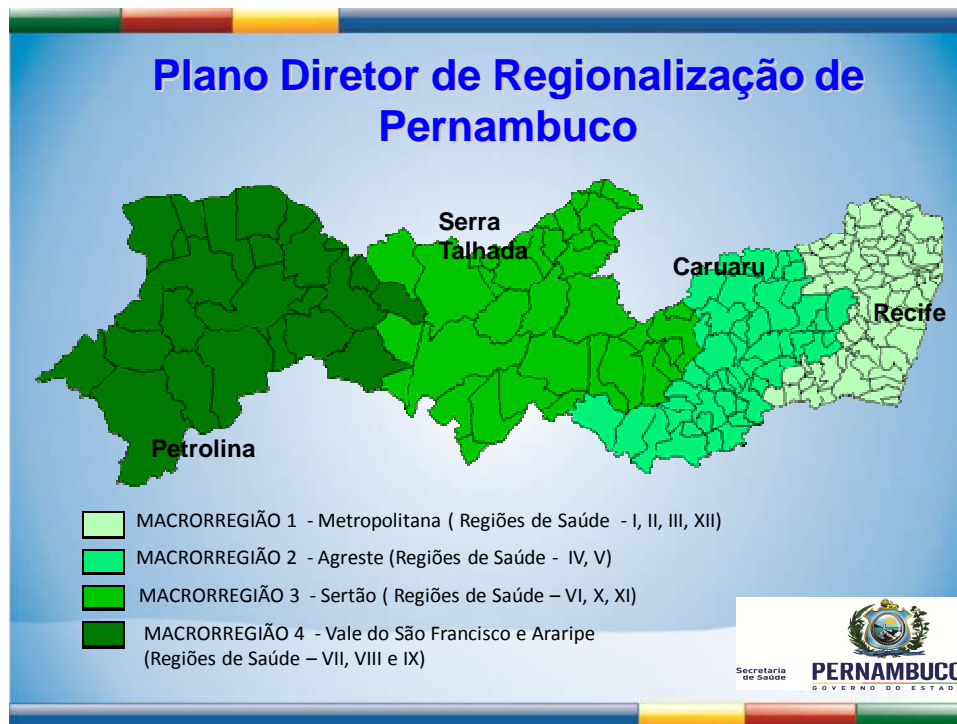 Plano Diretor de Regionalização de
Pernambuco
Serra
Talhada
Caruaru
Recife
Petrolina
MACRORREGIÃO 1 - Metropolitana ( Regiões de Saúde - I, II, III, XII)
MACRORREGIÃO 2 - Agreste (Regiões de Saúde - IV, V)
MACRORREGIÃO 3 - Sertão ( Regiões de Saúde – VI, X, XI)
MACRORREGIÃO 4 - Vale do São Francisco e Araripe
(Regiões de Saúde – VII, VIII e IX)
Secretaria
de Saúde
PERNAMBUCO
GOVERNO DO ESTAD